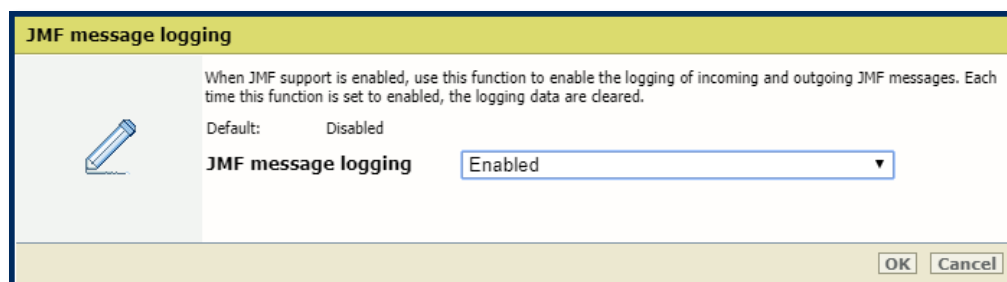 JMF message logging
When JMF support is enabled, use this function to enable the logging of incoming and outgoing JMF messages. Each
time this function is set to enabled, the logging data are cleared.
Default: Disabled
JMF message logging Enabled
OK Cancel